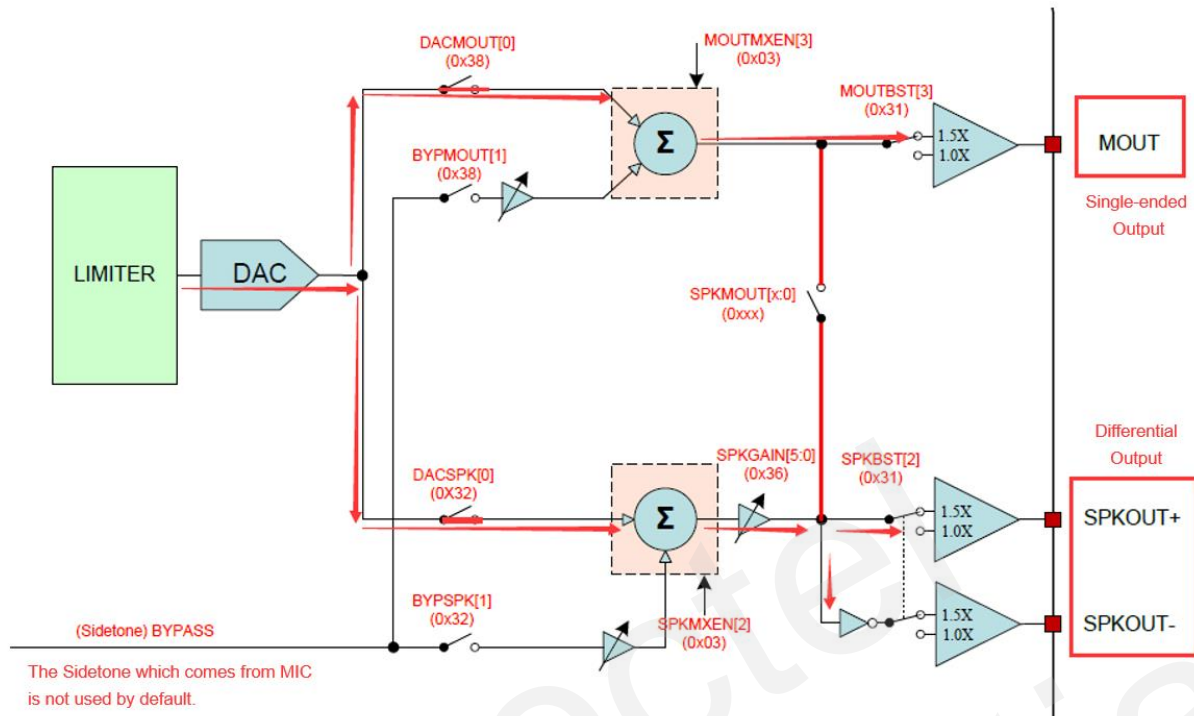 DACMOUT[0]
(0x38)
MOUTMXEN[3]
(0x03)
MOUTBST[3]
(0x31)
1.5X
1.0X
MOUT
Single-ended
Output
Σ
BYPMOUT[1]
(0x38)
LIMITER
DAC
SPKMOUT[x:0]
(0xxx)
DACSPK[0]
(0X32)
SPKGAIN[5:0]
(0x36)
SPKBST[2]
(0x31)
Differential
Output
Σ
1.5X
1.0X
SPKOUT+
BYPSPK[1]
(0x32)
SPKMXEN[2]
(0x03)
1.5X
1.0X
SPKOUT-
(Sidetone) BYPASS
The Sidetone which comes from MIC
is not used by default.